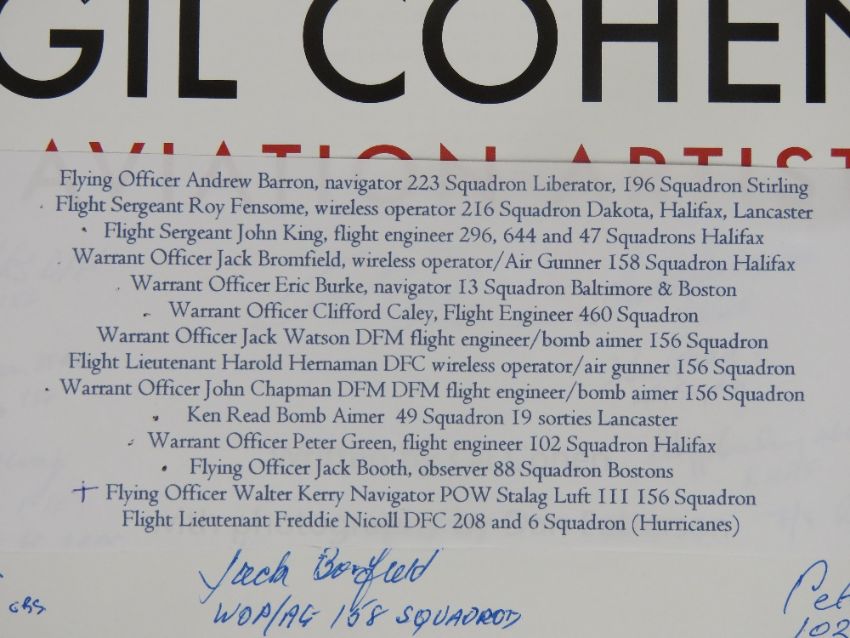 GIL COHEN
AVIATION ARTIST
Flying Officer Andrew Barron, navigator 223 Squadron Liberator, 196 Squadron Stirling
Flight Sergeant Roy Fensome, wireless operator 216 Squadron Dakota, Halifax, Lancaster
Flight Sergeant John King, flight engineer 296, 644 and 47 Squadrons Halifax
Warrant Officer Jack Bromfield, wireless operator/Air Gunner 158 Squadron Halifax
Warrant Officer Eric Burke, navigator 13 Squadron Baltimore & Boston
Warrant Officer Clifford Caley, Flight Engineer 460 Squadron
Warrant Officer Jack Watson DFM flight engineer/bomb aimer 156 Squadron
Flight Lieutenant Harold Hernaman DFC wireless operator/air gunner 156 Squadron
Warrant Officer John Chapman DFM DFM flight engineer/bomb aimer 156 Squadron
Ken Read Bomb Aimer 49 Squadron 19 sorties Lancaster
Warrant Officer Peter Green, flight engineer 102 Squadron Halifax
Flying Officer Jack Booth, observer 88 Squadron Bostons
Flying Officer Walter Kerry Navigator POW Stalag Luft III 156 Squadron
Flight Lieutenant Freddie Nicoll DFC 208 and 6 Squadron (Hurricanes)
Jack Bromfield
WOP/AG 158 SQUADRON
Pet
102